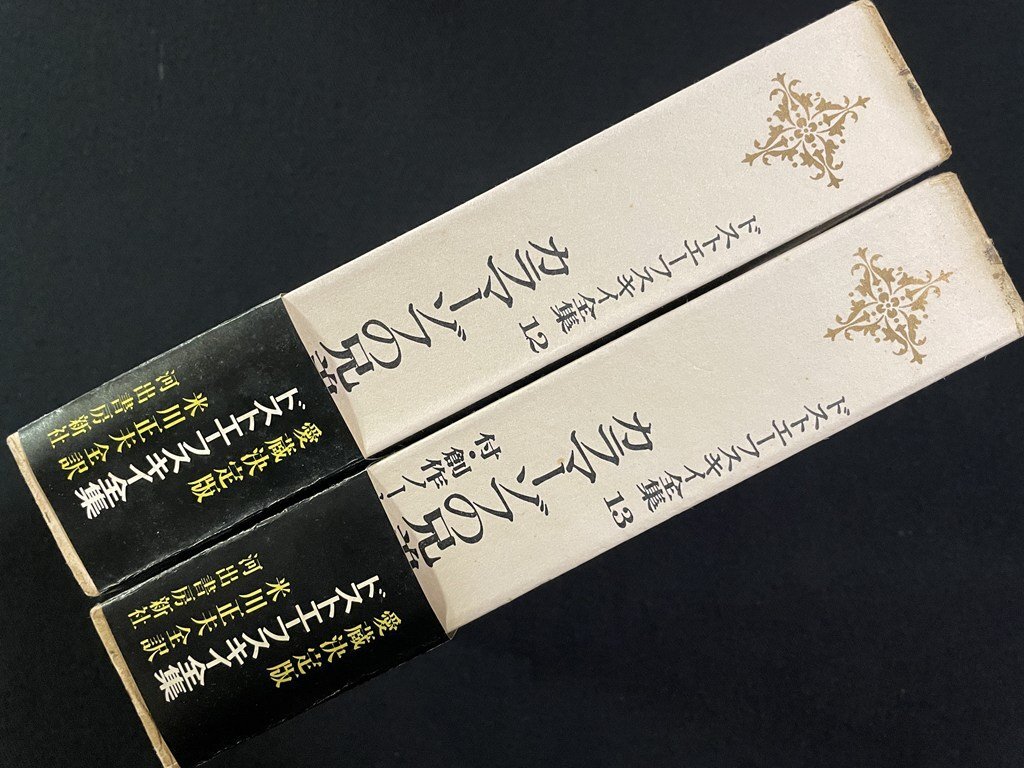 ドストエーフスキイ全集 12
カラマーゾフの兄弟
愛蔵決定版
ドストエーフスキイ全集
米川正夫全訳
河出書房新社
ドストエーフスキイ全集 13
カラマーゾフの兄弟
付・創作ノー
愛蔵決定版
ドストエーフスキイ全集
米川正夫全訳
河出書房新社